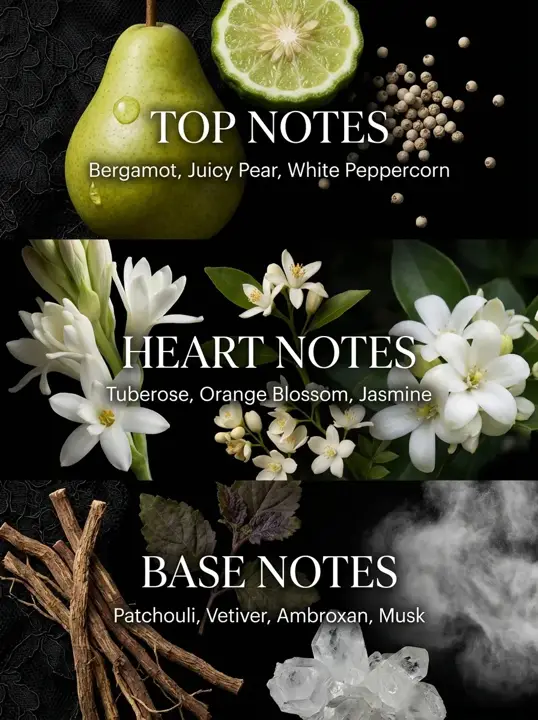 TOP NOTES
Bergamot, Juicy Pear, White Peppercorn
HEART NOTES
Tuberose, Orange Blossom, Jasmine
BASE NOTES
Patchouli, Vetiver, Ambroxan, Musk